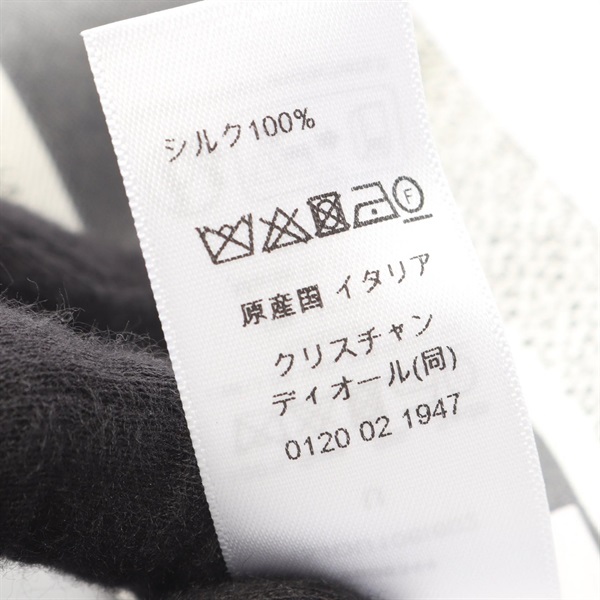 シルク100%
F
原産国 イタリア
クリスチャン
ディオール(同)
0120 02 1947